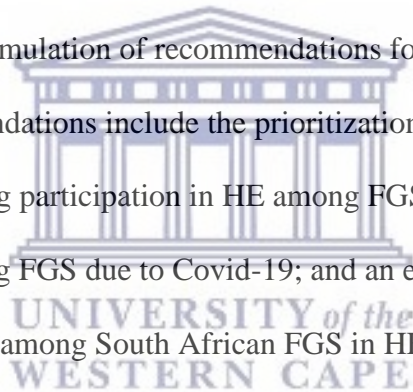 mulation of recommendations fo
ndations include the prioritization
g participation in HE among FGS
g FGS due to Covid-19; and an e
UNIVERSITY of the
among South African FGS in HE
WESTERN CAPE